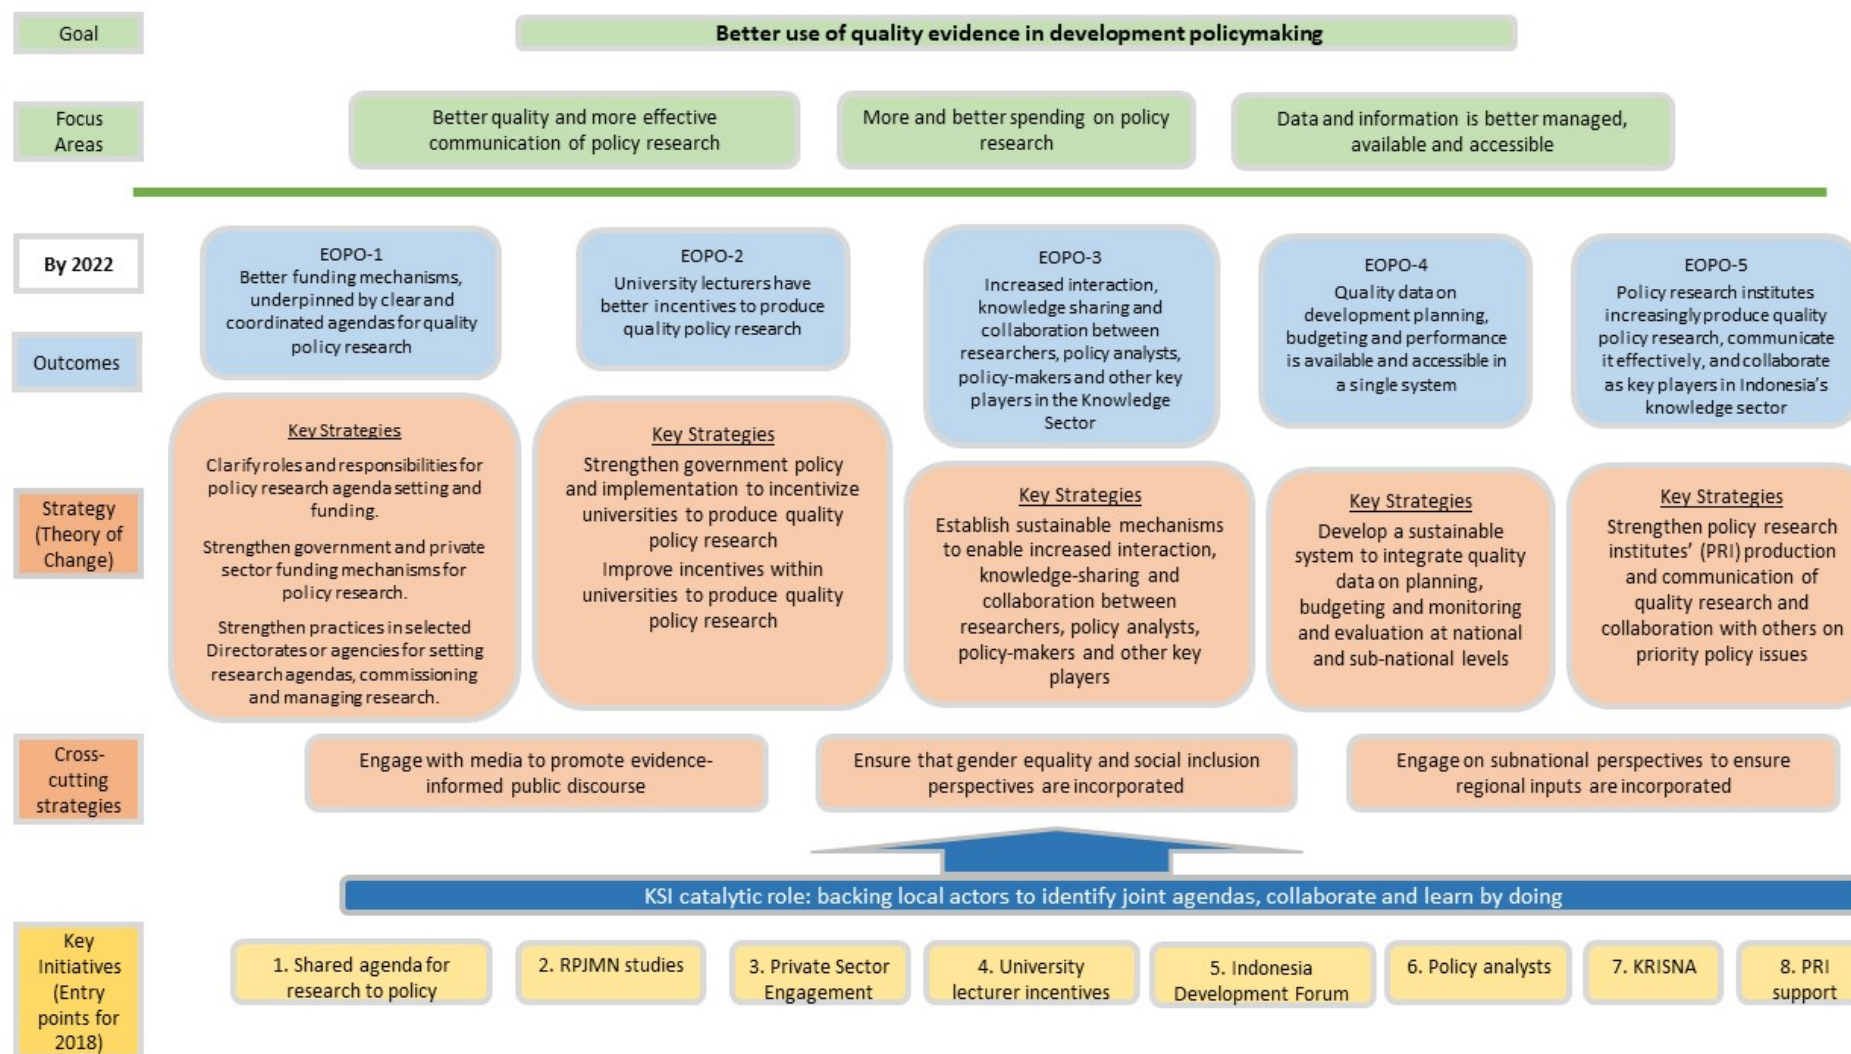 Goal
Better use of quality evidence in development policymaking
Focus
Areas
Better quality and more effective
communication of policy research
More and better spending on policy
research
Data and information is better managed,
available and accessible
By 2022
Outcomes
EOPO-1
Better funding mechanisms,
underpinned by clear and
coordinated agendas for quality
policy research
EOPO-2
University lecturers have
better incentives to produce
quality policy research
EOPO-3
Increased interaction,
knowledge sharing and
collaboration between
researchers, policy analysts,
policy-makers and other key
players in the Knowledge
Sector
EOPO-4
Quality data on
development planning,
budgeting and performance
is available and accessible in
a single system
EOPO-5
Policy research institutes
increasingly produce quality
policy research, communicate
it effectively, and collaborate
as key players in Indonesia's
knowledge sector
Strategy
(Theory of
Change)
Key Strategies
Clarify roles and responsibilities for
policy research agenda setting and
funding.
Strengthen government and private
sector funding mechanisms for
policy research.
Strengthen practices in selected
Directorates or agencies for setting
research agendas, commissioning
and managing research.
Key Strategies
Strengthen government policy
and implementation to incentivize
universities to produce quality
policy research
Improve incentives within
universities to produce quality
policy research
Key Strategies
Establish sustainable mechanisms
to enable increased interaction,
knowledge-sharing and
collaboration between
researchers, policy analysts,
policy-makers and other key
players
Key Strategies
Develop a sustainable
system to integrate quality
data on planning,
budgeting and monitoring
and evaluation at national
and sub-national levels
Key Strategies
Strengthen policy research
institutes' (PRI) production
and communication of
quality research and
collaboration with others on
priority policy issues
Cross-
cutting
strategies
Engage with media to promote evidence-
informed public discourse
Ensure that gender equality and social inclusion
perspectives are incorporated
Engage on subnational perspectives to ensure
regional inputs are incorporated
KSI catalytic role: backing local actors to identify joint agendas, collaborate and learn by doing
Key
Initiatives
(Entry
points for
2018)
1. Shared agenda for
research to policy
2. RPJMN studies
3. Private Sector
Engagement
4. University
lecturer incentives
5. Indonesia
Development Forum
6. Policy analysts
7. KRISNA
8. PRI
support